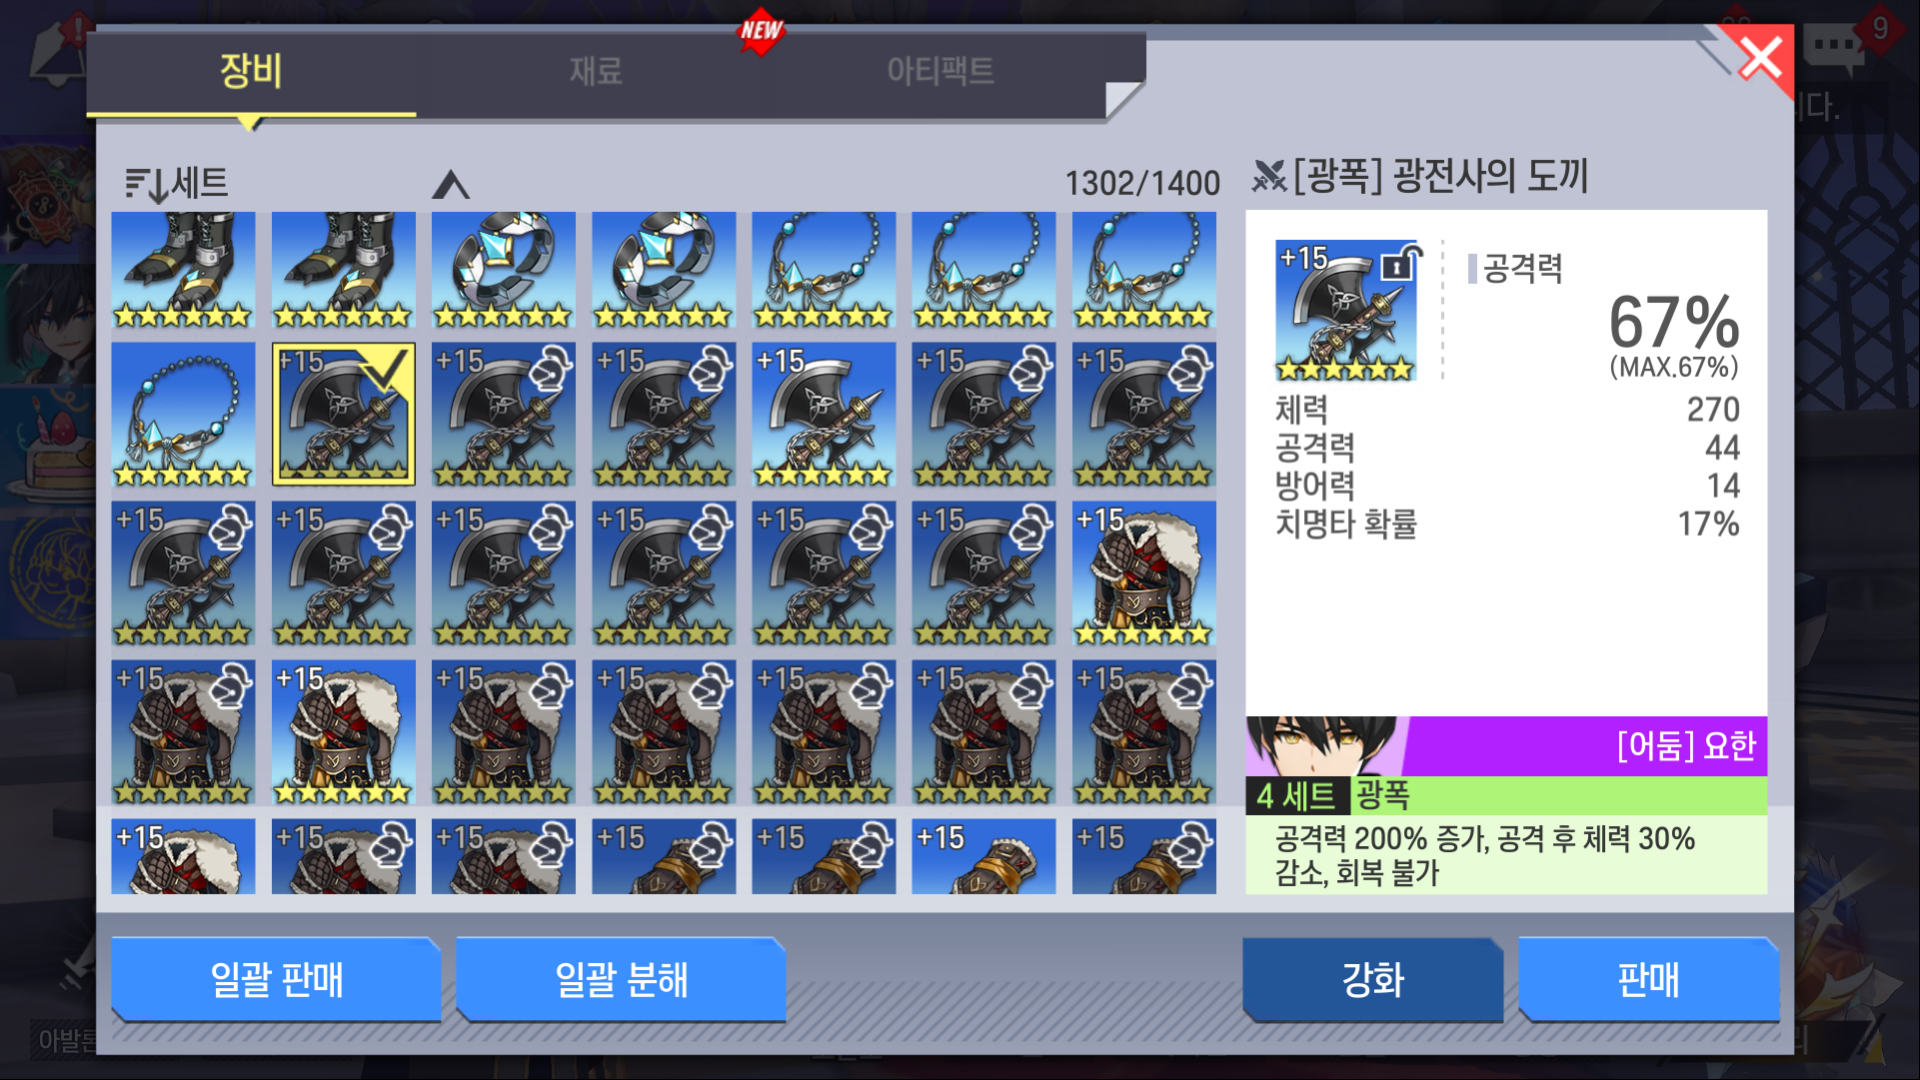 NEW
장비
재료
아티팩트
9
니다.
세트
1302/1400
[광폭] 광전사의 도끼
+15
공격력
67%
(MAX.67%)
체력 270
공격력 44
방어력 14
치명타 확률 17%
+15 +15 +15 +15 +15 +15
+15 +15 +15 +15 +15 +15 +15
+15 +15 +15 +15 +15 +15 +15
+15 +15 +15 +15 +15 +15 +15
[어둠] 요한
4 세트 광폭
공격력 200% 증가, 공격 후 체력 30%
감소, 회복 불가
일괄 판매
일괄 분해
강화
판매
아발론